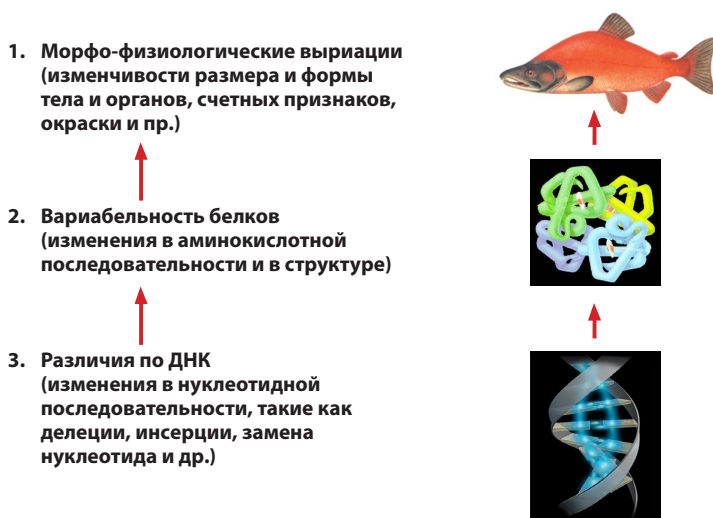 1. Морфо-физиологические выриации
(изменчивости размера и формы
тела и органов, счетных признаков,
окраски и пр.)
2. Вариабельность белков
(изменения в аминокислотной
последовательности и в структуре)
3. Различия по ДНК
(изменения в нуклеотидной
последовательности, такие как
делеции, инсерции, замена
нуклеотида и др.)